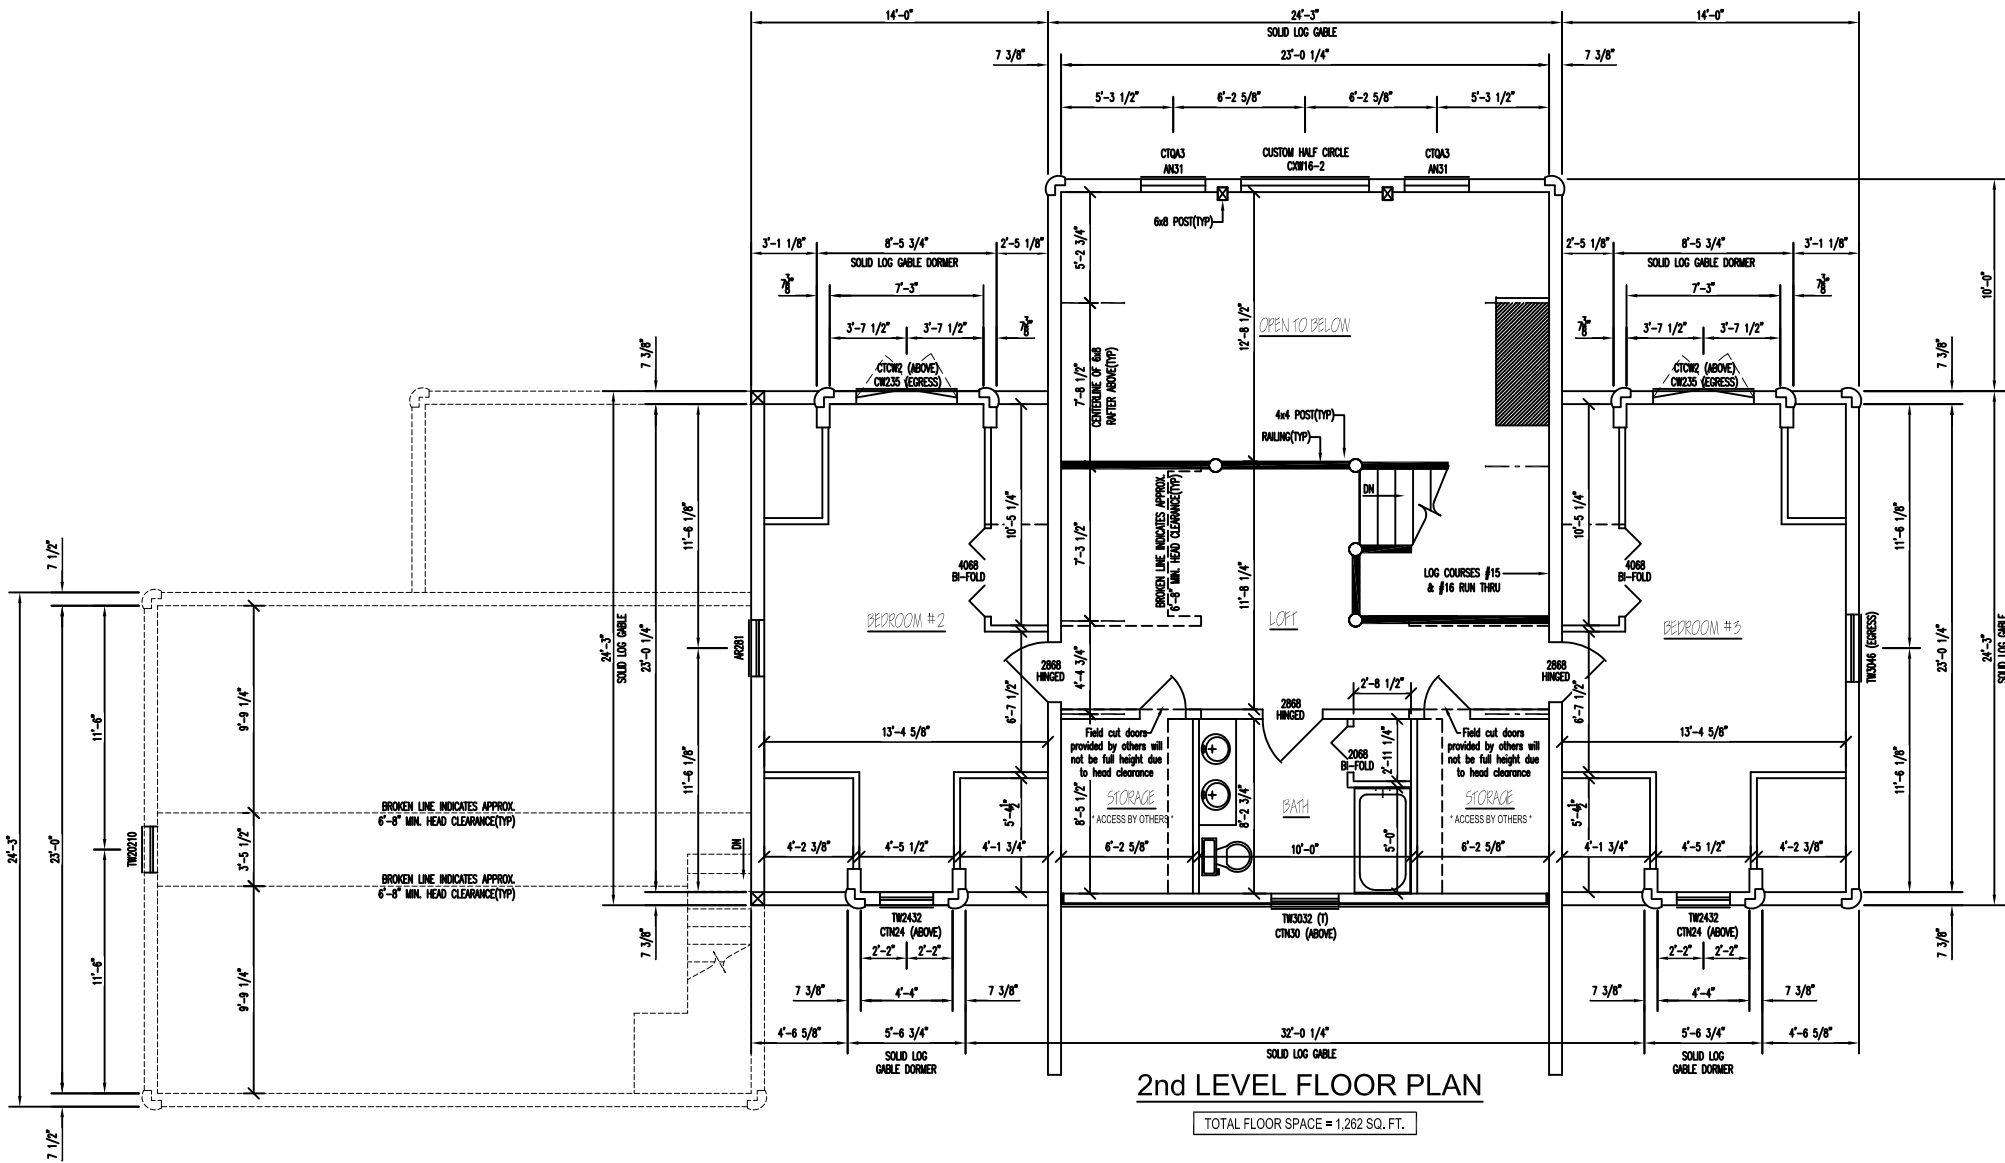 14'-0" 24'-3" 14'-0"
SOLID LOG GABLE
7 3/8" 23'-0 1/4" 7 3/8"
5'-3 1/2" 6'-2 5/8" 6'-2 5/8" 5'-3 1/2"
CTQA3
AN31
CUSTOM HALF CIRCLE
CXW16-2
CTQA3
AN31
6x8 POST(TYP)
3'-1 1/8" 8'-5 3/4" 2'-5 1/8"
SOLID LOG GABLE DORMER
7 3/8" 7'-3"
3'-7 1/2" 3'-7 1/2" 7 3/8"
CTCW2 (ABOVE)
CW235 (EGRESS)
2'-5 1/8" 8'-5 3/4" 3'-1 1/8"
SOLID LOG GABLE DORMER
7'-3" 7 3/8"
7 3/8" 3'-7 1/2" 3'-7 1/2"
CTCW2 (ABOVE)
CW235 (EGRESS)
10'-0"
7 3/8"
7 3/8"
5'-2 3/4"
7'-8 1/2"
CENTERLINE OF 6x8
RAFTER ABOVE(TYP)
12'-8 1/2"
OPEN TO BELOW
4x4 POST(TYP)
RAILING(TYP)
DN
BROKEN LINE INDICATES APPROX.
6'-8" MIN. HEAD CLEARANCE(TYP)
7'-3 1/2"
11'-8 1/4"
LOG COURSES #15
& #16 RUN THRU
LOFT
4'-4 3/4"
24'-3"
SOLID LOG GABLE
23'-0 1/4"
11'-6 1/8"
11'-6 1/8"
AR281
10'-5 1/4"
4068
BI-FOLD
BEDROOM #2
2868
HINGED
6'-7 1/2"
13'-4 5/8"
5'-4 1/2"
10'-5 1/4"
4068
BI-FOLD
BEDROOM #3
2868
HINGED
6'-7 1/2"
13'-4 5/8"
5'-4 1/2"
11'-6 1/8"
11'-6 1/8"
23'-0 1/4"
24'-3"
SOLID LOG GABLE
TW3046 (EGRESS)
2'-8 1/2"
2868
HINGED
Field cut doors
provided by others will
not be full height due
to head clearance
Field cut doors
provided by others will
not be full height due
to head clearance
2068
BI-FOLD
2'-11 1/4"
STORAGE
* ACCESS BY OTHERS *
BATH
STORAGE
* ACCESS BY OTHERS *
8'-5 1/2"
8'-2 3/4"
5'-0"
4'-2 3/8" 4'-5 1/2" 4'-1 3/4" 6'-2 5/8" 10'-0" 6'-2 5/8" 4'-1 3/4" 4'-5 1/2" 4'-2 3/8"
7 1/2"
24'-3"
23'-0"
11'-6"
11'-6"
TW20210
9'-9 1/4"
3'-5 1/2"
9'-9 1/4"
7 1/2"
BROKEN LINE INDICATES APPROX.
6'-8" MIN. HEAD CLEARANCE(TYP)
BROKEN LINE INDICATES APPROX.
6'-8" MIN. HEAD CLEARANCE(TYP)
DN
7 3/8"
TW2432
CTN24 (ABOVE)
2'-2" 2'-2"
TW3032 (T)
CTN30 (ABOVE)
TW2432
CTN24 (ABOVE)
2'-2" 2'-2"
7 3/8"
7 3/8" 4'-4" 7 3/8"
7 3/8" 4'-4" 7 3/8"
4'-6 5/8" 5'-6 3/4" 32'-0 1/4" 5'-6 3/4" 4'-6 5/8"
SOLID LOG
GABLE DORMER
SOLID LOG GABLE
SOLID LOG
GABLE DORMER
2nd LEVEL FLOOR PLAN
TOTAL FLOOR SPACE = 1,262 SQ. FT.